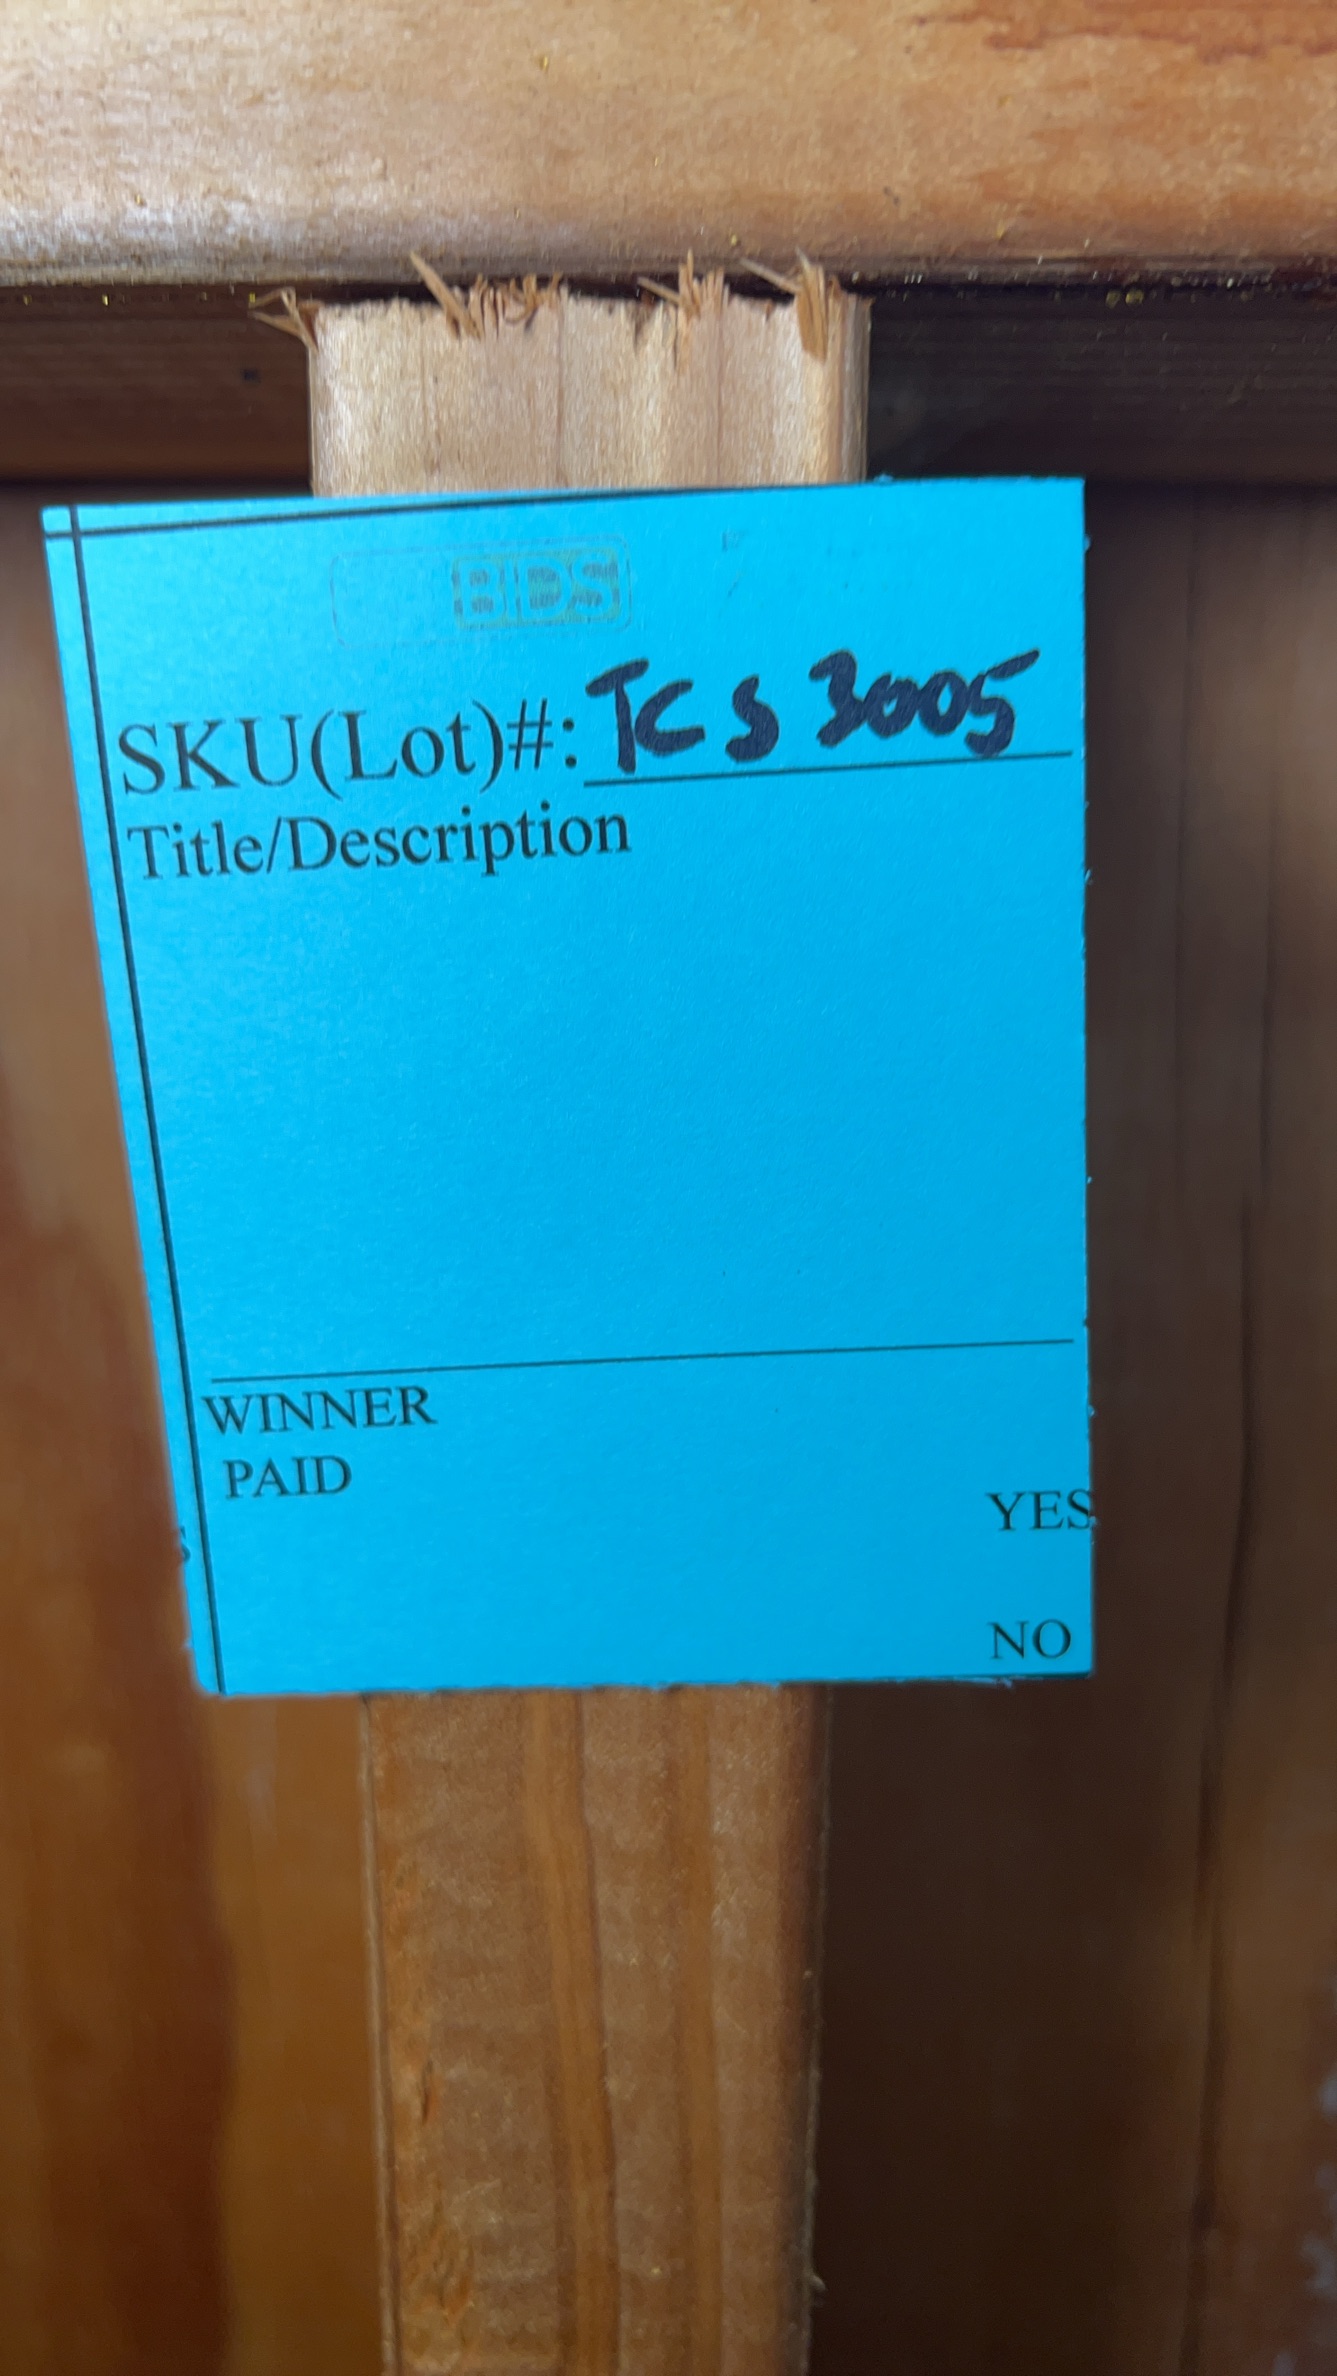 BIDS
SKU(Lot)#: TCS 3005
Title/Description
WINNER
PAID
YES
NO